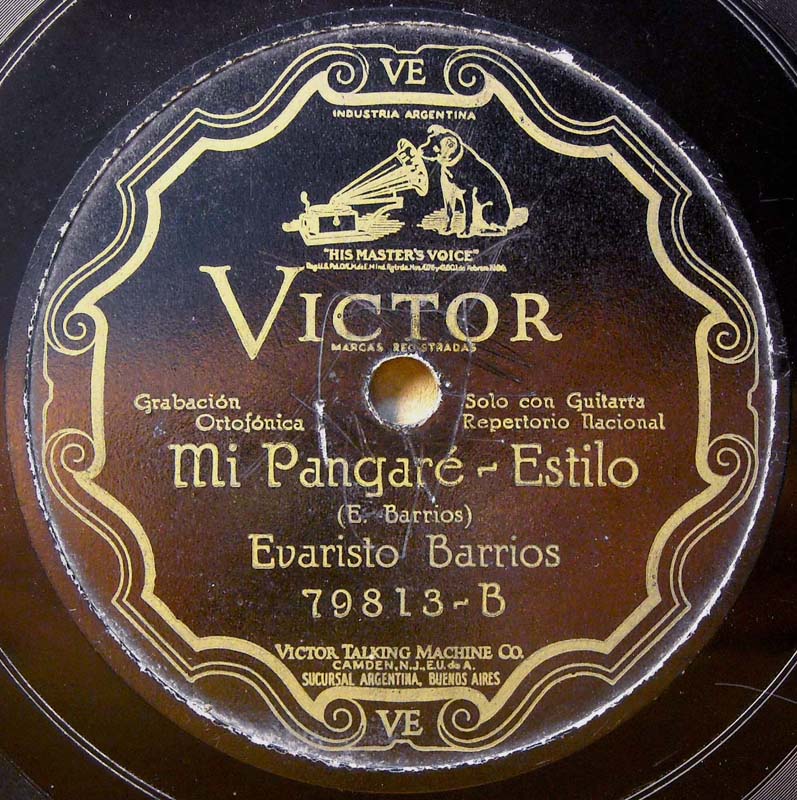 VE
INDUSTRIA ARGENTINA
"HIS MASTER'S VOICE"
VICTOR
MARCAS REGISTRADAS
Grabación
Ortofónica
Solo con Guitarra
Repertorio Nacional
Mi Pangaré - Estilo
(E. Barrios)
Evaristo Barrios
79813-B
VICTOR TALKING MACHINE CO.
CAMDEN, N.J., E.U. de A.
SUCURSAL ARGENTINA, BUENOS AIRES
VE